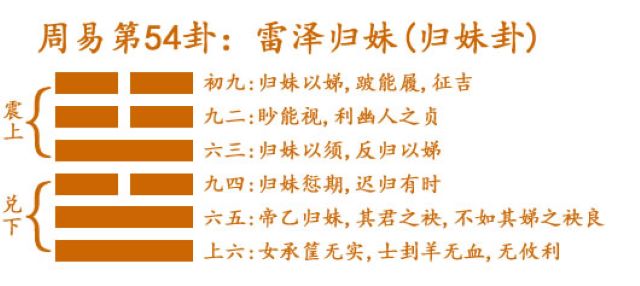 周易第54卦：雷泽归妹(归妹卦)
震上
初九：归妹以娣,跛能履,征吉
九二：眇能视,利幽人之贞
六三：归妹以须,反归以娣
兑下
九四：归妹愆期,迟归有时
六五：帝乙归妹,其君之袂,不如其娣之袂良
上六：女承筐无实,士刲羊无血,无攸利